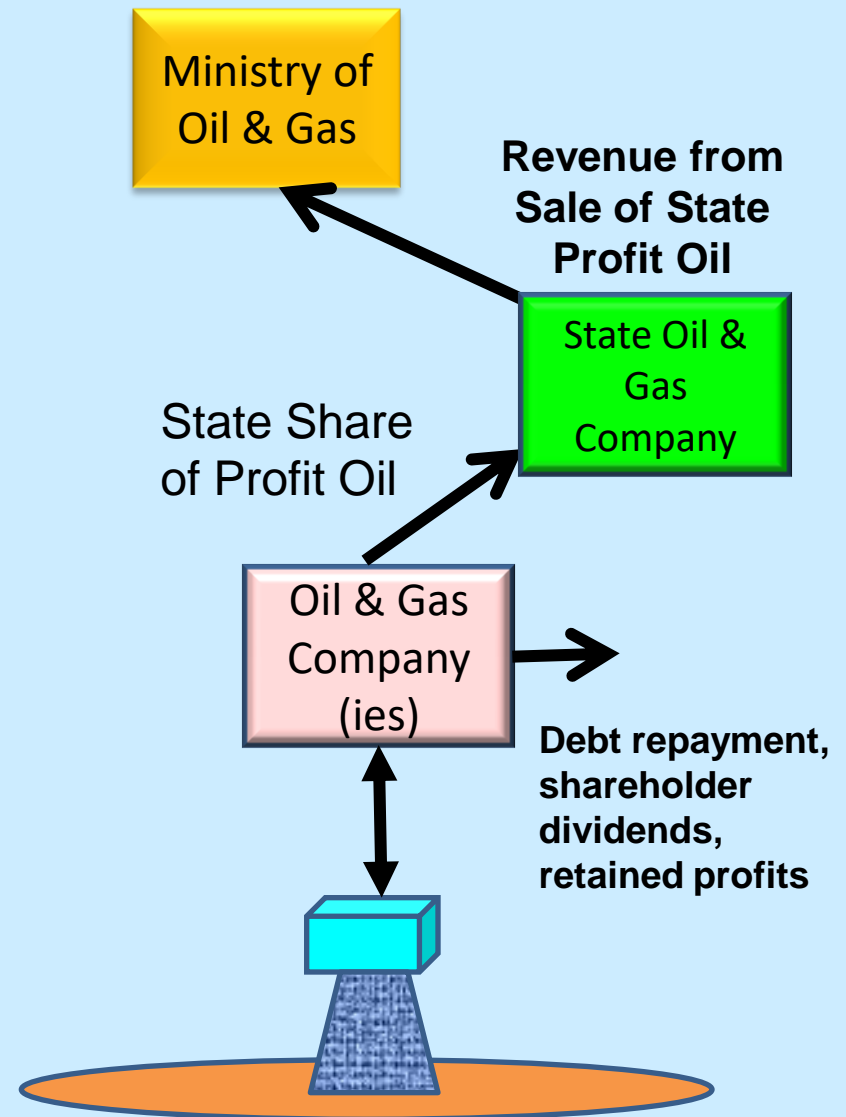 Ministry of
Oil & Gas
Revenue from
Sale of State
Profit Oil
State Oil &
Gas
Company
State Share
of Profit Oil
Oil & Gas
Company
(ies)
Debt repayment,
shareholder
dividends,
retained profits